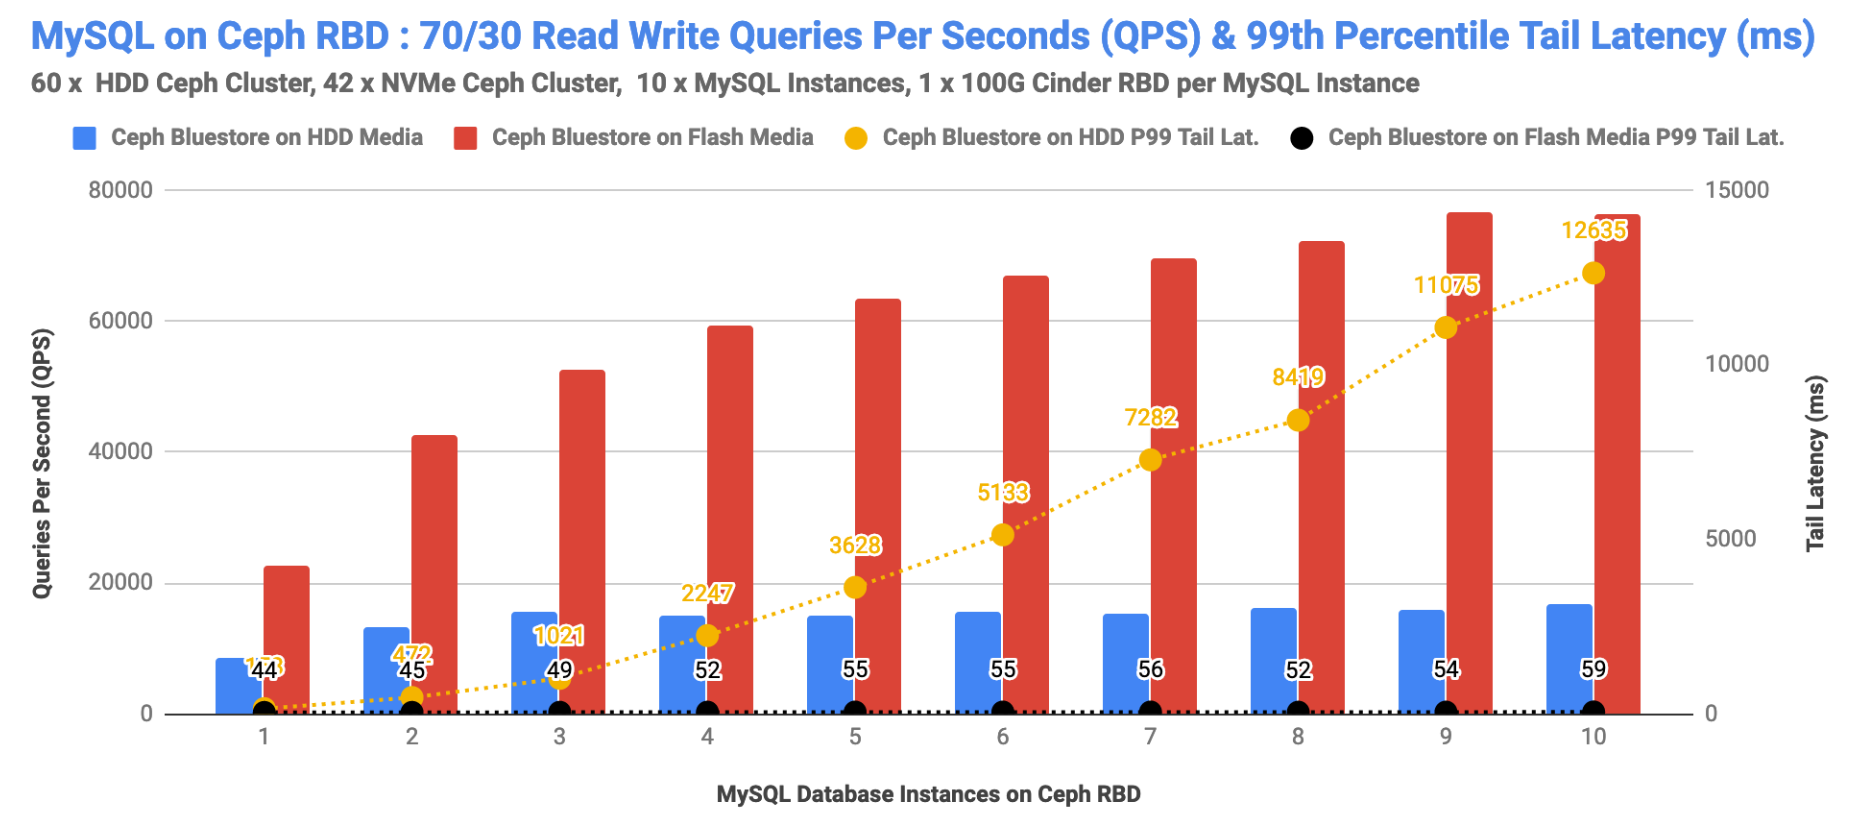 MySQL on Ceph RBD : 70/30 Read Write Queries Per Seconds (QPS) & 99th Percentile Tail Latency (ms)
60 x HDD Ceph Cluster, 42 x NVMe Ceph Cluster, 10 x MySQL Instances, 1 x 100G Cinder RBD per MySQL Instance
Ceph Bluestore on HDD Media Ceph Bluestore on Flash Media Ceph Bluestore on HDD P99 Tail Lat. Ceph Bluestore on Flash Media P99 Tail Lat.
Queries Per Second (QPS)
80000
60000
40000
20000
0
472 1021 2247 3628 5133 7282 8419 11075 12635
44 45 49 52 55 55 56 52 54 59
15000
10000
5000
0
Tail Latency (ms)
1 2 3 4 5 6 7 8 9 10
MySQL Database Instances on Ceph RBD